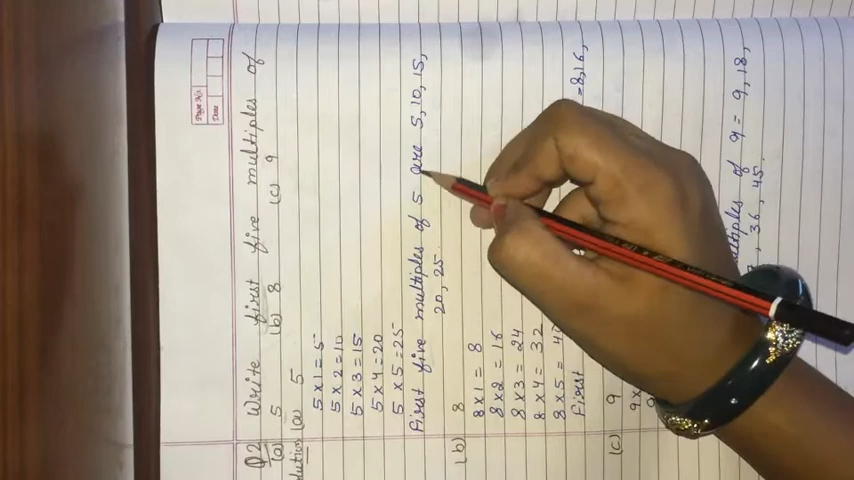 Page No.
Date
Q2 Write first five multiples of
(a) 5 (b) 8 (c) 9
(a) 5
5 x 1 = 5
5 x 2 = 10
5 x 3 = 15
5 x 4 = 20
5 x 5 = 25
First five multiples of 5 are 5, 10, 15,
20, 25.
(b) 8
8 x 1 = 8
8 x 2 = 16
8 x 3 = 24
8 x 4 = 32
8 x 5 = 40
First = 8, 16,
(c) 9
9 x
multiples of 9 = 9, 18,
, 36, 45.